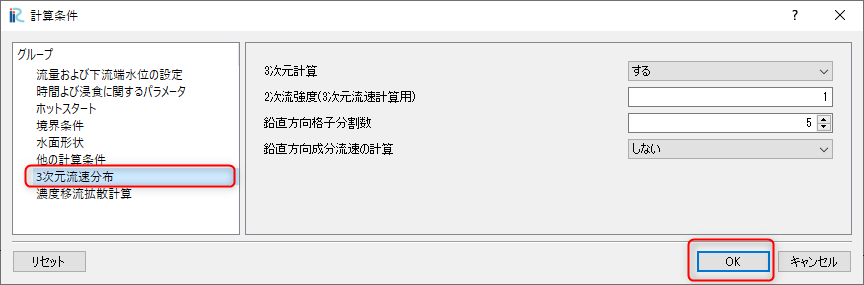 計算条件
グループ
流量および下流端水位の設定
時間および浸食に関するパラメータ
ホットスタート
境界条件
水面形状
他の計算条件
3次元流速分布
濃度移流拡散計算
3次元計算 する
2次流強度(3次元流速計算用) 1
鉛直方向格子分割数 5
鉛直方向成分流速の計算 しない
リセット OK キャンセル